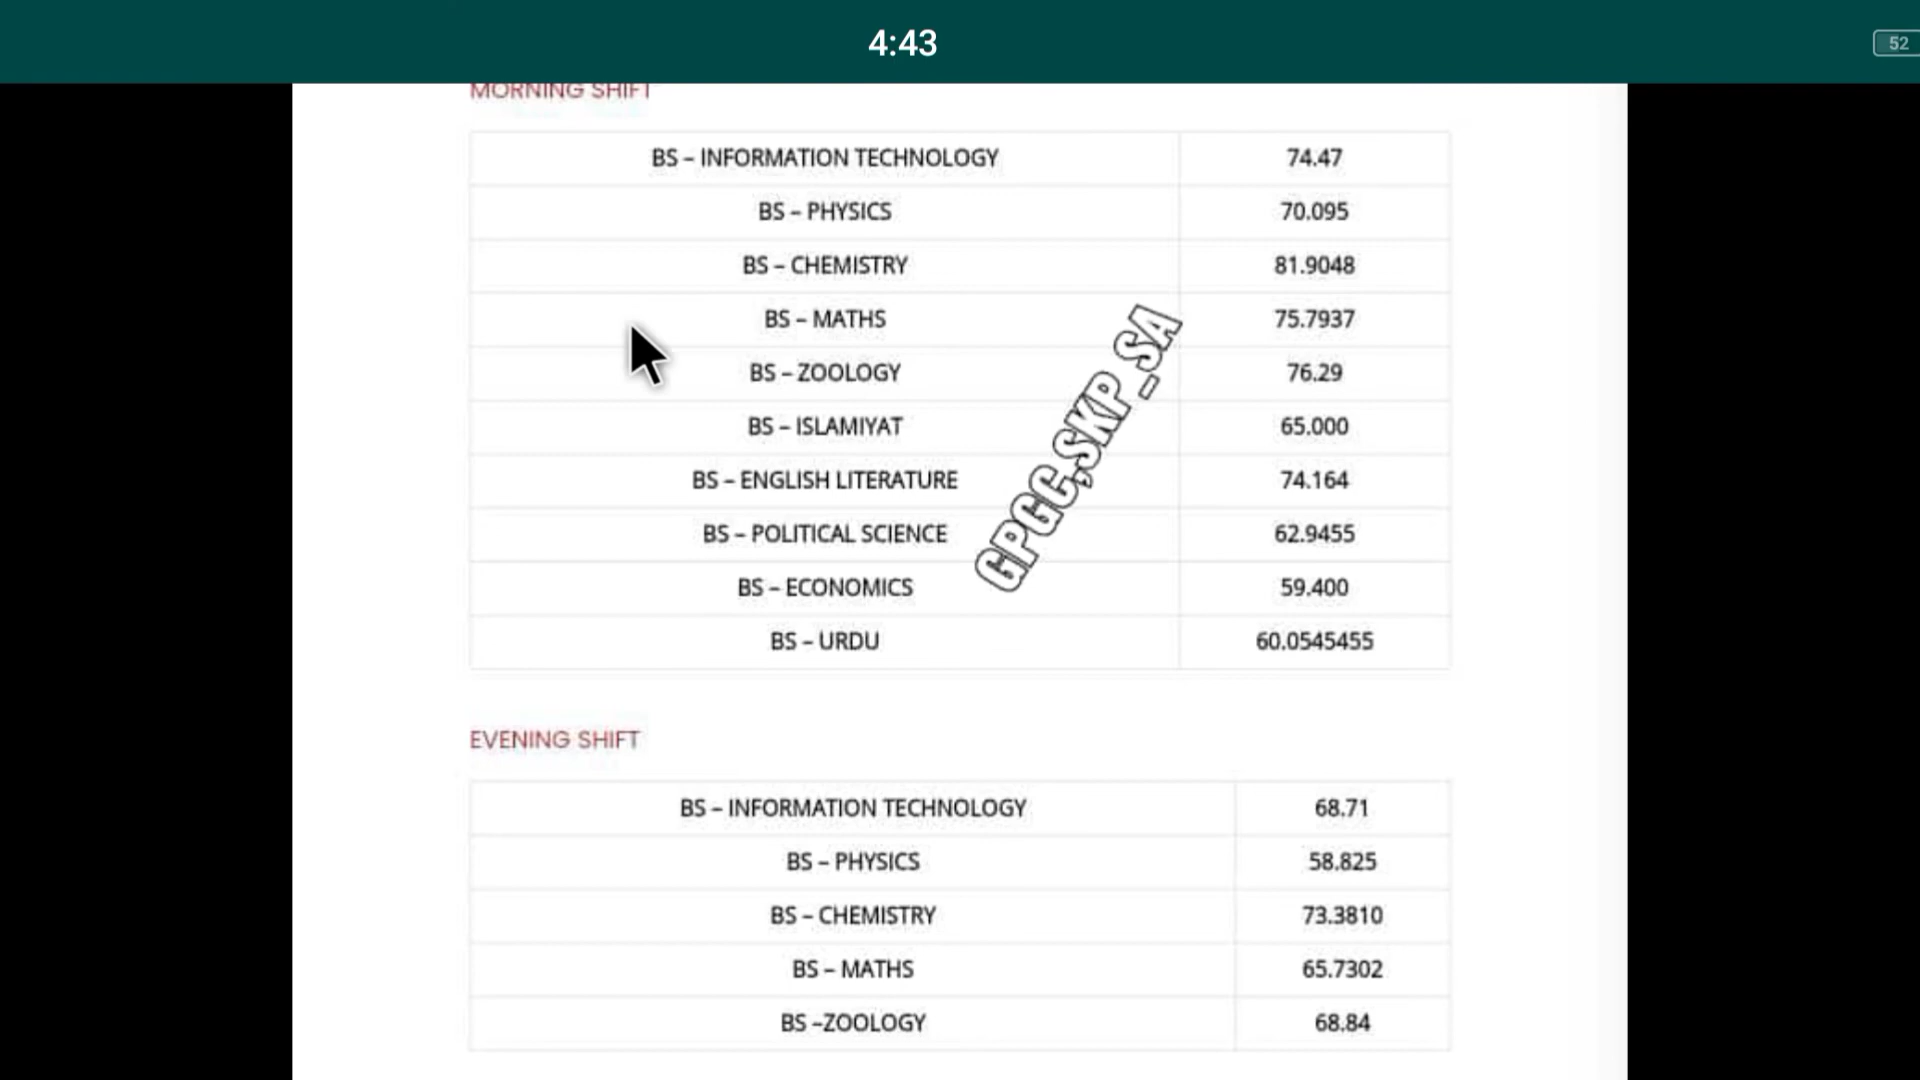 4:43
52
MORNING SHIFT
BS – INFORMATION TECHNOLOGY 74.47
BS – PHYSICS 70.095
BS – CHEMISTRY 81.9048
BS – MATHS 75.7937
BS – ZOOLOGY 76.29
BS – ISLAMIYAT 65.000
BS – ENGLISH LITERATURE 74.164
BS – POLITICAL SCIENCE 62.9455
BS – ECONOMICS 59.400
BS – URDU 60.0545455
GPGC,SKP_SA
EVENING SHIFT
BS – INFORMATION TECHNOLOGY 68.71
BS – PHYSICS 58.825
BS – CHEMISTRY 73.3810
BS – MATHS 65.7302
BS –ZOOLOGY 68.84